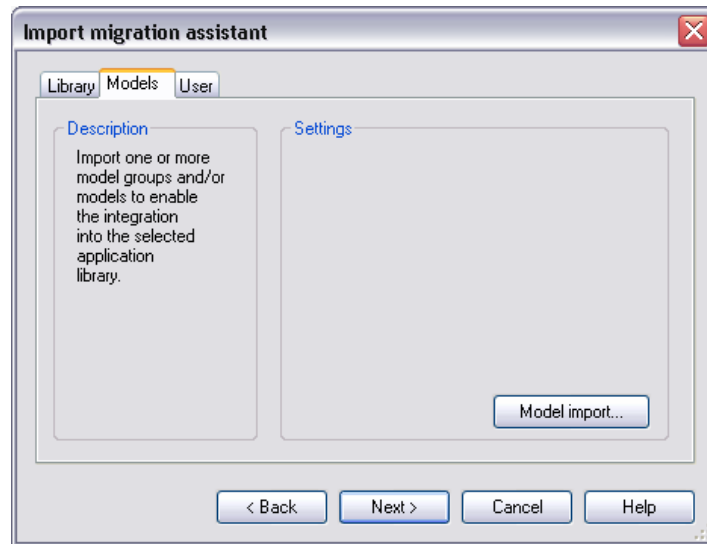 Import migration assistant
Library Models User
Description
Settings
Import one or more
model groups and/or
models to enable
the integration
into the selected
application
library.
Model import...
< Back Next > Cancel Help